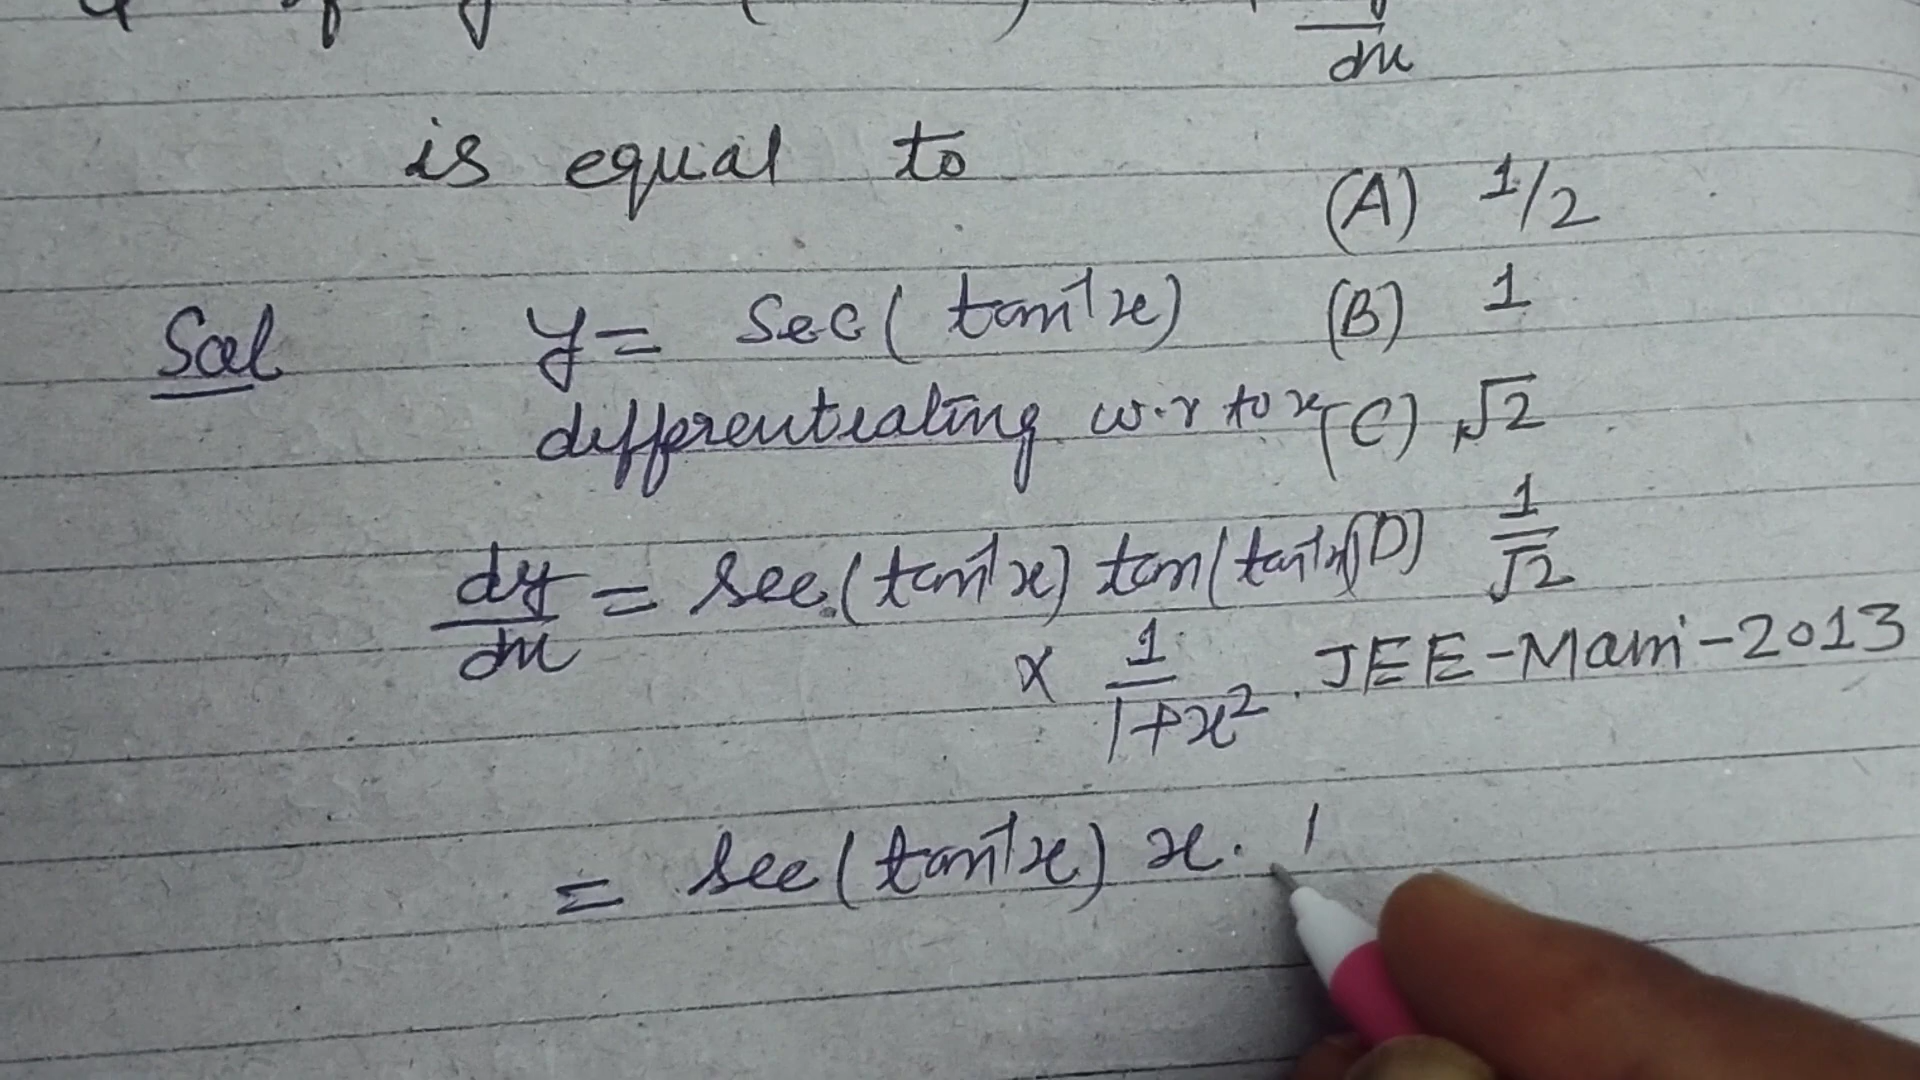 dx
is equal to
(A) 1/2
Sol y = Sec(tan⁻¹x) (B) 1
differentiating w.r to x (C) √2
dy/dx = sec(tan⁻¹x) tan(tan⁻¹x) (D) 1/√2
× 1/1+x² JEE-Main-2013
= sec(tan⁻¹x) x. 1